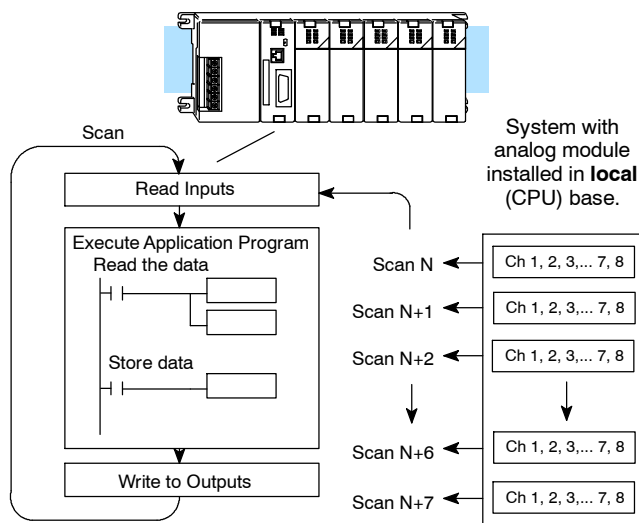 Scan
System with
analog module
installed in local
(CPU) base.
Read Inputs
Execute Application Program
Read the data
Store data
Write to Outputs
Scan N
Ch 1, 2, 3,... 7, 8
Scan N+1
Ch 1, 2, 3,... 7, 8
Scan N+2
Ch 1, 2, 3,... 7, 8
Scan N+6
Ch 1, 2, 3,... 7, 8
Scan N+7
Ch 1, 2, 3,... 7, 8